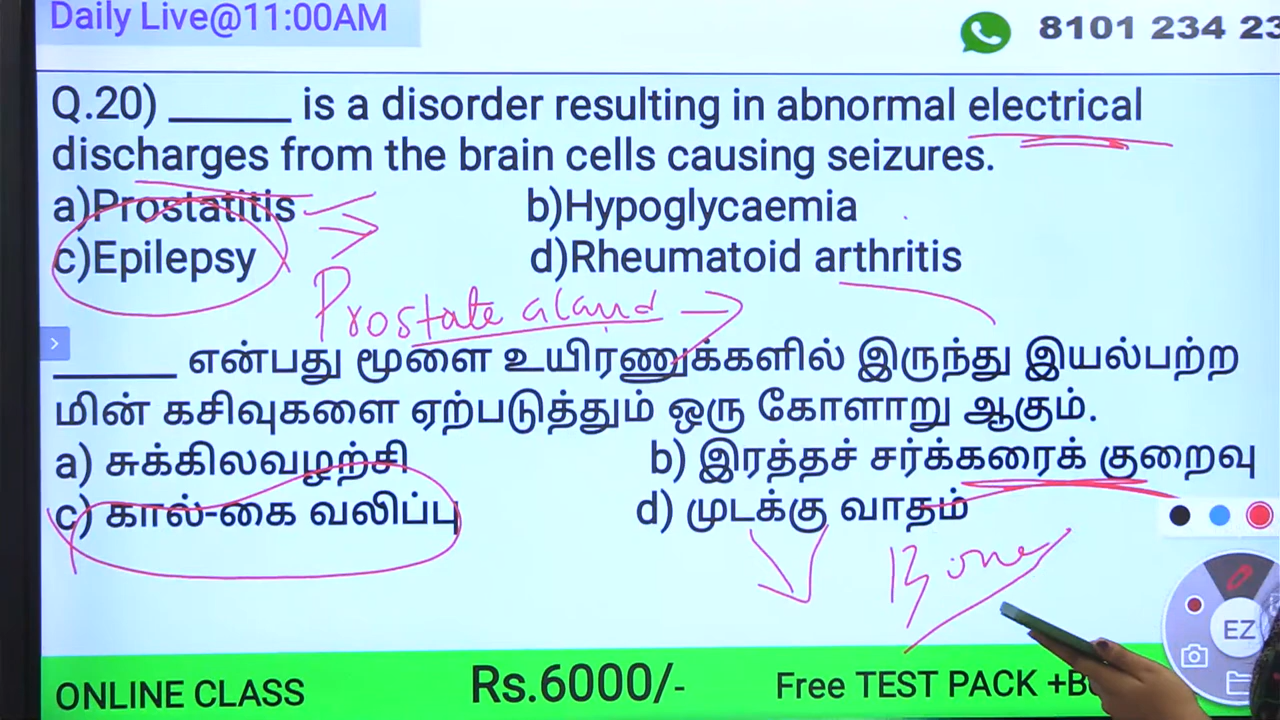 Daily Live@11:00AM
8101 234 23
Q.20) ______ is a disorder resulting in abnormal electrical
discharges from the brain cells causing seizures.
a)Prostatitis b)Hypoglycaemia
c)Epilepsy d)Rheumatoid arthritis
Prostate gland
______ என்பது மூளை உயிரணுக்களில் இருந்து இயல்பற்ற
மின் கசிவுகளை ஏற்படுத்தும் ஒரு கோளாறு ஆகும்.
a) சுக்கிலவழற்சி b) இரத்தச் சர்க்கரைக் குறைவு
c) கால்-கை வலிப்பு d) முடக்கு வாதம்
Bone
EZ
ONLINE CLASS Rs.6000/- Free TEST PACK